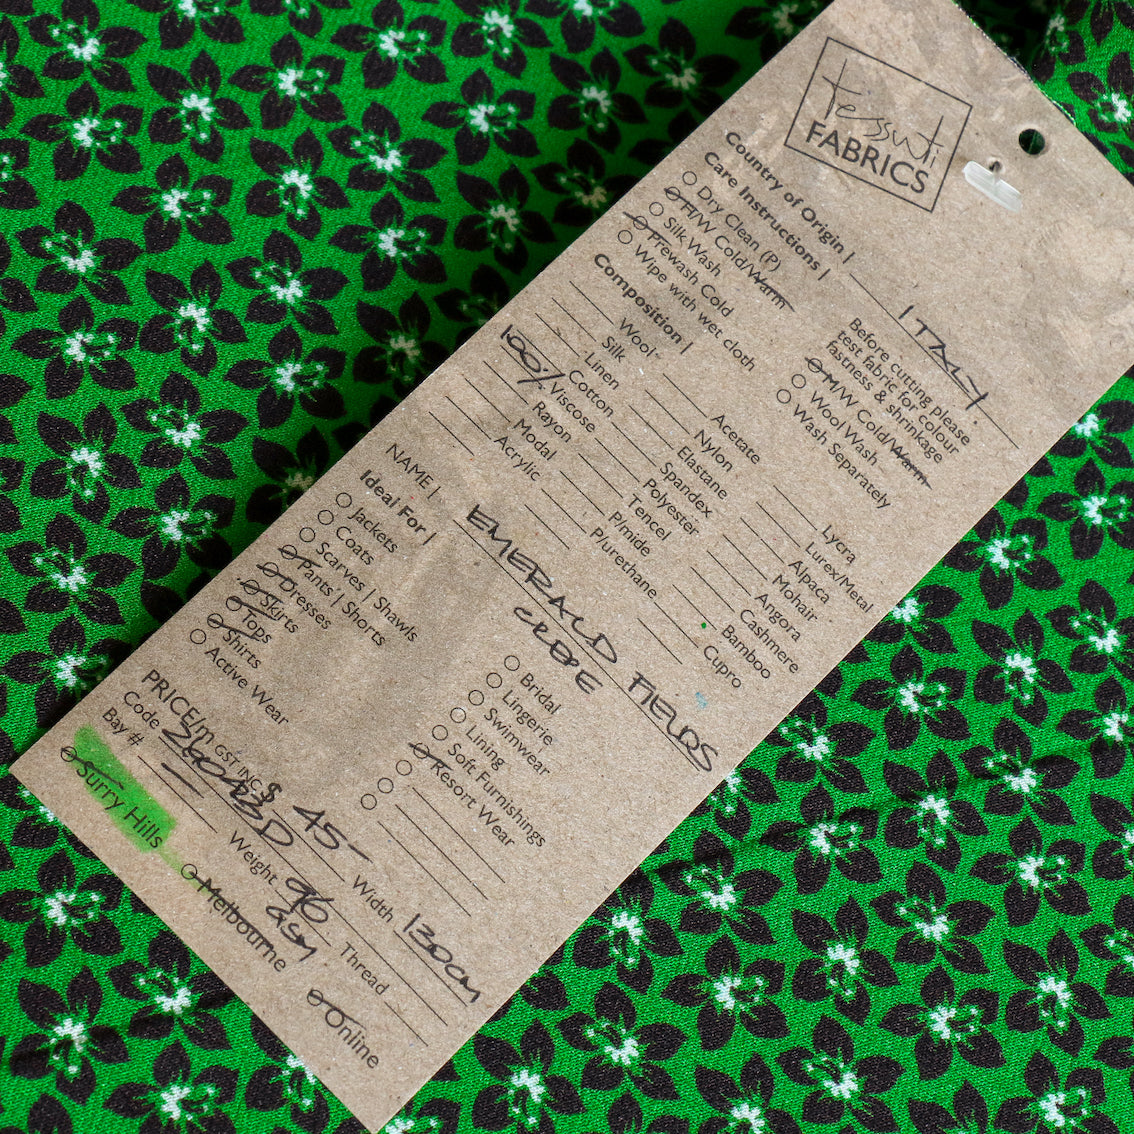 tessuti
FABRICS
Country of Origin | ITALY
Care Instructions |
Dry Clean (P)
H/W Cold/Warm
Silk Wash
Prewash Cold
Wipe with wet cloth
Before cutting please
test fabric for colour
fastness & shrinkage
M/W Cold/Warm
Wool Wash
Wash Separately
Composition |
Wool
Silk
Linen
Cotton
100% Viscose
Rayon
Modal
Acrylic
Acetate
Nylon
Elastane
Spandex
Polyester
Tencel
P/mide
Plurethane
Lycra
Lurex/Metal
Alpaca
Mohair
Angora
Cashmere
Bamboo
Cupro
NAME | EMERALD FIELDS
CREPE
Ideal For |
Jackets
Coats
Scarves | Shawls
Pants | Shorts
Dresses
Skirts
Tops
Shirts
Active Wear
Bridal
Lingerie
Swimwear
Lining
Soft Furnishings
Resort Wear
PRICE/m GST INC $ 45-
Code
Bay #
Width 130cm
Weight 96
gsm
Thread
Surry Hills
Melbourne
Online